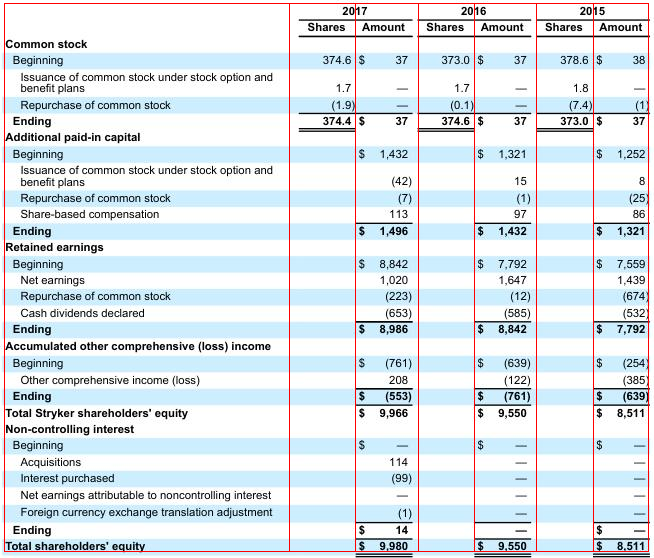 2017 2016 2015
Shares Amount Shares Amount Shares Amount
Common stock
Beginning 374.6 $ 37 373.0 $ 37 378.6 $ 38
Issuance of common stock under stock option and
benefit plans 1.7 — 1.7 — 1.8 —
Repurchase of common stock (1.9) — (0.1) — (7.4) (1)
Ending 374.4 $ 37 374.6 $ 37 373.0 $ 37
Additional paid-in capital
Beginning $ 1,432 $ 1,321 $ 1,252
Issuance of common stock under stock option and
benefit plans (42) 15 8
Repurchase of common stock (7) (1) (25)
Share-based compensation 113 97 86
Ending $ 1,496 $ 1,432 $ 1,321
Retained earnings
Beginning $ 8,842 $ 7,792 $ 7,559
Net earnings 1,020 1,647 1,439
Repurchase of common stock (223) (12) (674)
Cash dividends declared (653) (585) (532)
Ending $ 8,986 $ 8,842 $ 7,792
Accumulated other comprehensive (loss) income
Beginning $ (761) $ (639) $ (254)
Other comprehensive income (loss) 208 (122) (385)
Ending $ (553) $ (761) $ (639)
Total Stryker shareholders' equity $ 9,966 $ 9,550 $ 8,511
Non-controlling interest
Beginning $ — $ — $ —
Acquisitions 114 — —
Interest purchased (99) — —
Net earnings attributable to noncontrolling interest — — —
Foreign currency exchange translation adjustment (1) — —
Ending $ 14 — $ —
Total shareholders' equity $ 9,980 $ 9,550 $ 8,511